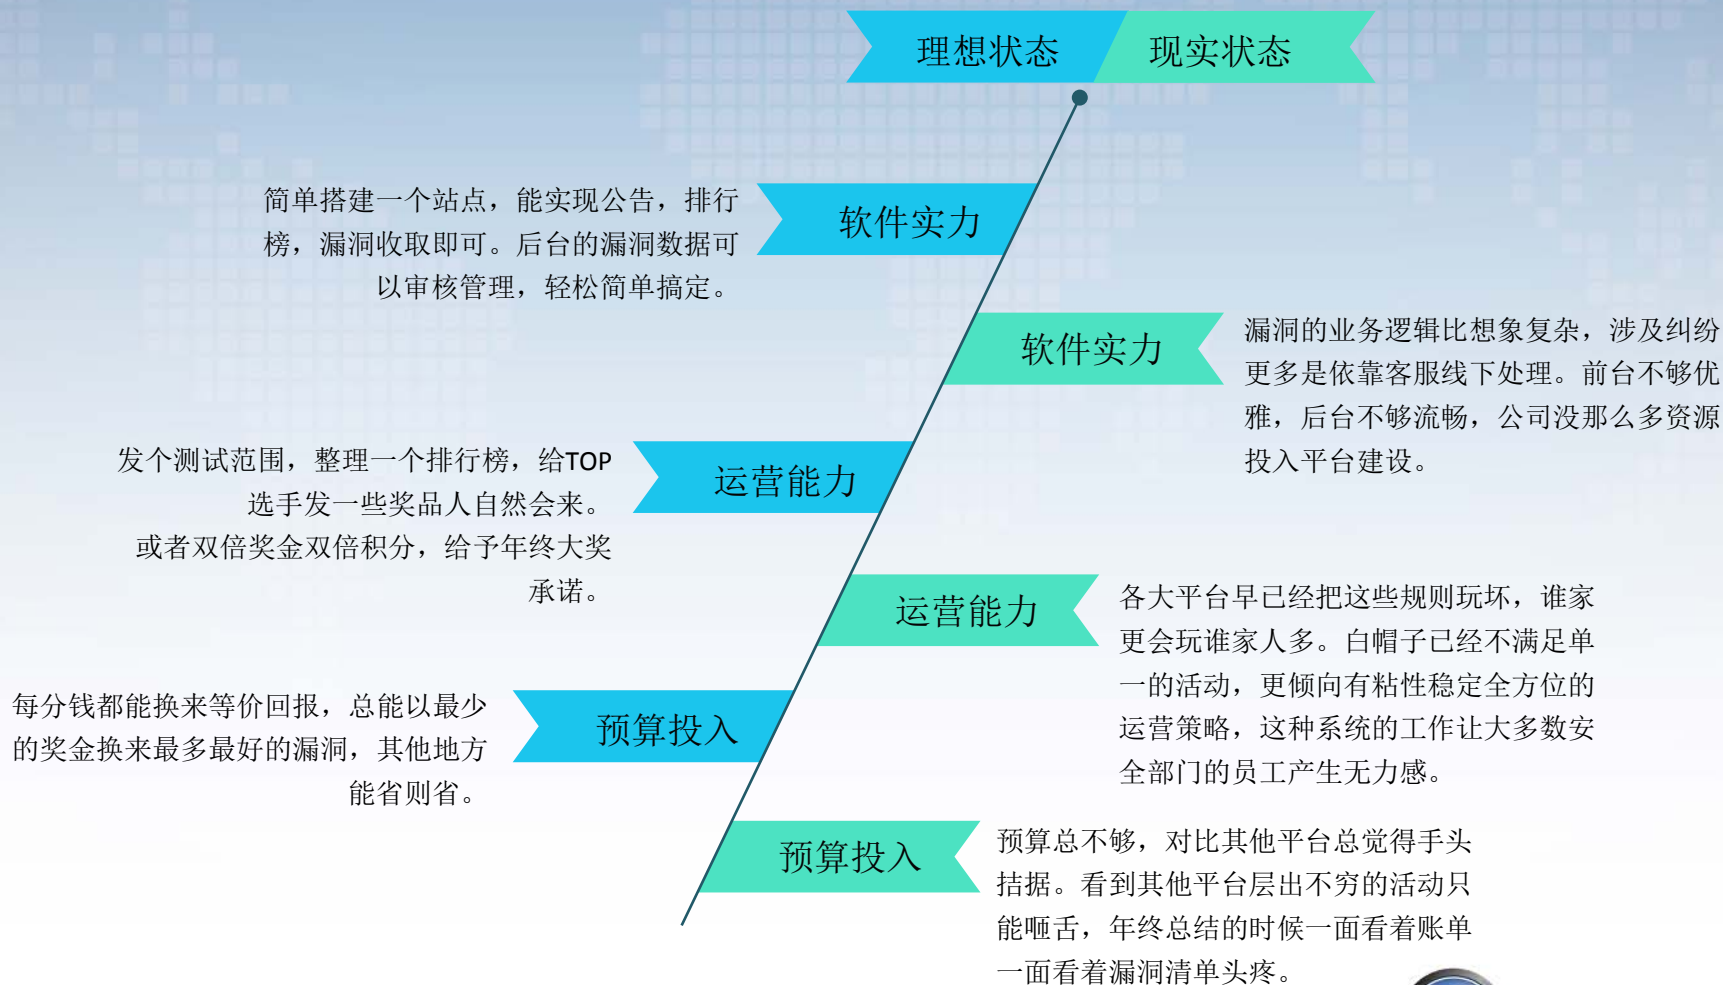 理想状态
现实状态
简单搭建一个站点，能实现公告，排行
榜，漏洞收取即可。后台的漏洞数据可
以审核管理，轻松简单搞定。
软件实力
软件实力
漏洞的业务逻辑比想象复杂，涉及纠纷
更多是依靠客服线下处理。前台不够优
雅，后台不够流畅，公司没那么多资源
投入平台建设。
发个测试范围，整理一个排行榜，给TOP
选手发一些奖品人自然会来。
或者双倍奖金双倍积分，给予年终大奖
承诺。
运营能力
运营能力
各大平台早已经把这些规则玩坏，谁家
更会玩谁家人多。白帽子已经不满足单
一的活动，更倾向有粘性稳定全方位的
运营策略，这种系统的工作让大多数安
全部门的员工产生无力感。
每分钱都能换来等价回报，总能以最少
的奖金换来最多最好的漏洞，其他地方
能省则省。
预算投入
预算投入
预算总不够，对比其他平台总觉得手头
拮据。看到其他平台层出不穷的活动只
能咂舌，年终总结的时候一面看着账单
一面看着漏洞清单头疼。